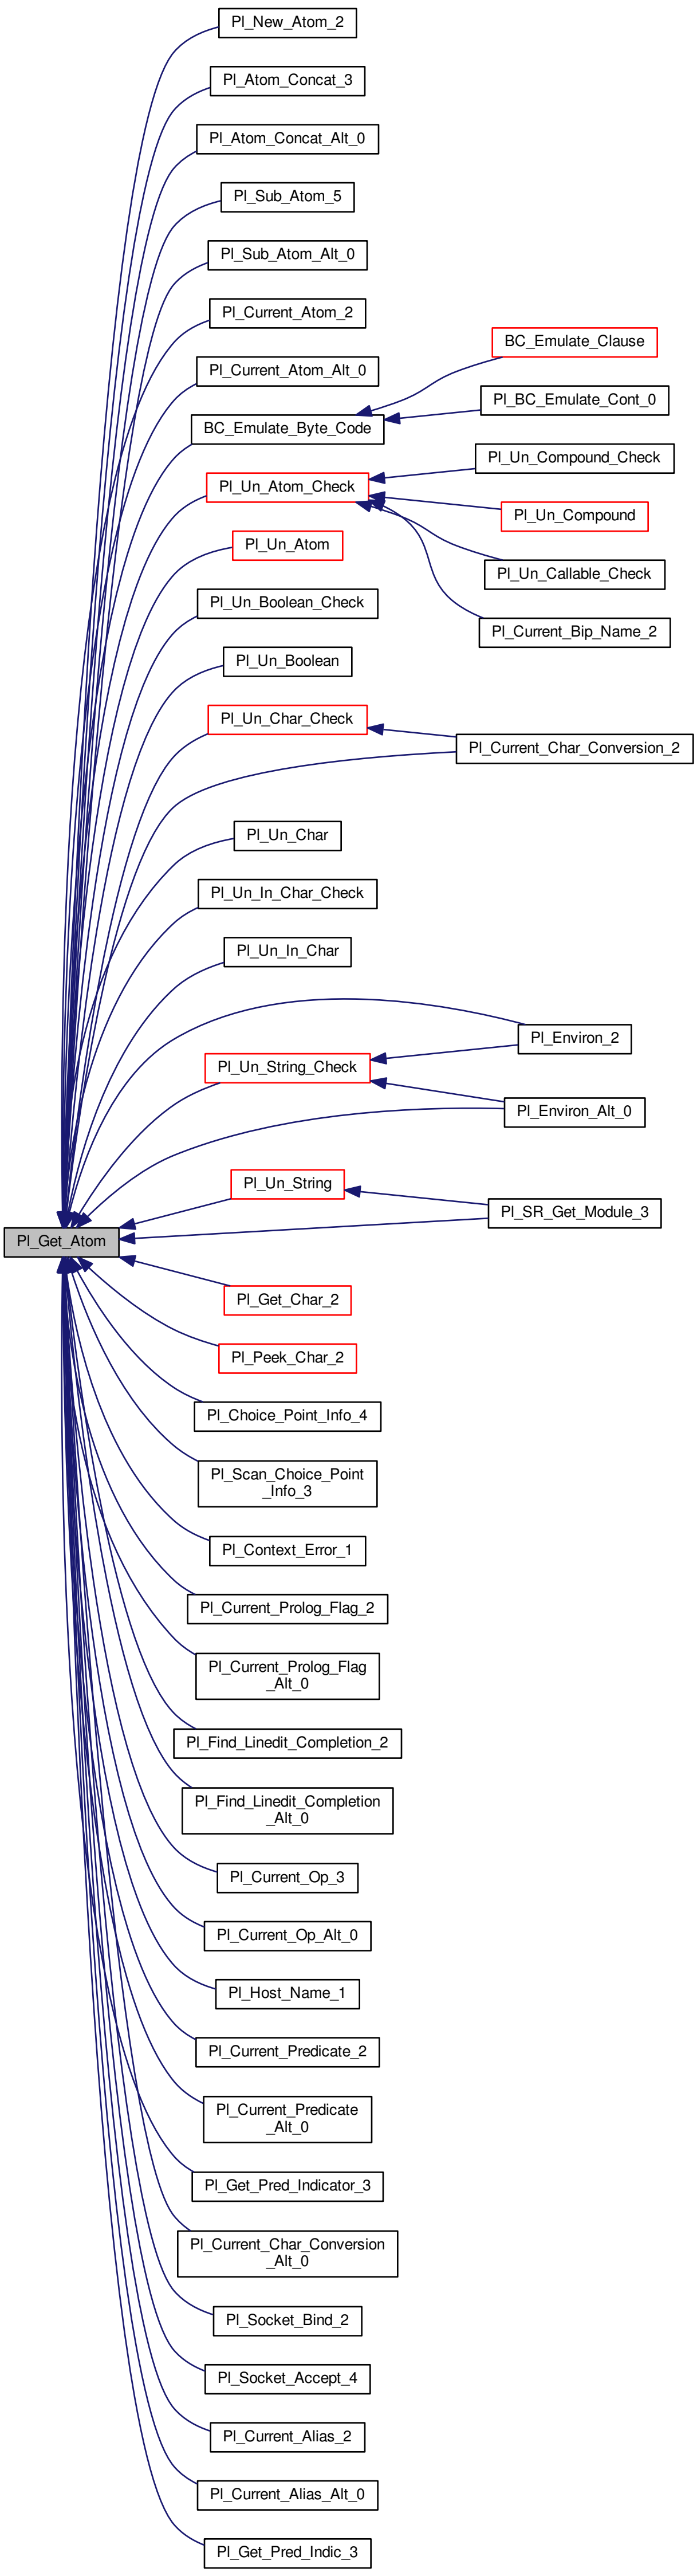 Pl_New_Atom_2
Pl_Atom_Concat_3
Pl_Atom_Concat_Alt_0
Pl_Sub_Atom_5
Pl_Sub_Atom_Alt_0
Pl_Current_Atom_2
BC_Emulate_Clause
Pl_Current_Atom_Alt_0
Pl_BC_Emulate_Cont_0
BC_Emulate_Byte_Code
Pl_Un_Compound_Check
Pl_Un_Atom_Check
Pl_Un_Compound
Pl_Un_Atom
Pl_Un_Callable_Check
Pl_Un_Boolean_Check
Pl_Current_Bip_Name_2
Pl_Un_Boolean
Pl_Un_Char_Check
Pl_Current_Char_Conversion_2
Pl_Un_Char
Pl_Un_In_Char_Check
Pl_Un_In_Char
Pl_Environ_2
Pl_Un_String_Check
Pl_Environ_Alt_0
Pl_Un_String
Pl_SR_Get_Module_3
Pl_Get_Atom
Pl_Get_Char_2
Pl_Peek_Char_2
Pl_Choice_Point_Info_4
Pl_Scan_Choice_Point
_Info_3
Pl_Context_Error_1
Pl_Current_Prolog_Flag_2
Pl_Current_Prolog_Flag
_Alt_0
Pl_Find_Linedit_Completion_2
Pl_Find_Linedit_Completion
_Alt_0
Pl_Current_Op_3
Pl_Current_Op_Alt_0
Pl_Host_Name_1
Pl_Current_Predicate_2
Pl_Current_Predicate
_Alt_0
Pl_Get_Pred_Indicator_3
Pl_Current_Char_Conversion
_Alt_0
Pl_Socket_Bind_2
Pl_Socket_Accept_4
Pl_Current_Alias_2
Pl_Current_Alias_Alt_0
Pl_Get_Pred_Indic_3